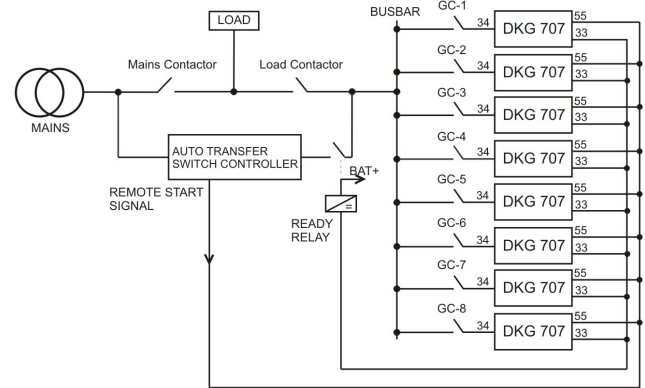 BUSBAR
LOAD
Mains Contactor
Load Contactor
MAINS
AUTO TRANSFER
SWITCH CONTROLLER
REMOTE START
SIGNAL
BAT+
=
READY
RELAY
GC-1
34
DKG 707
55
33
GC-2
34
DKG 707
55
33
GC-3
34
DKG 707
55
33
GC-4
34
DKG 707
55
33
GC-5
34
DKG 707
55
33
GC-6
34
DKG 707
55
33
GC-7
34
DKG 707
55
33
GC-8
34
DKG 707
55
33